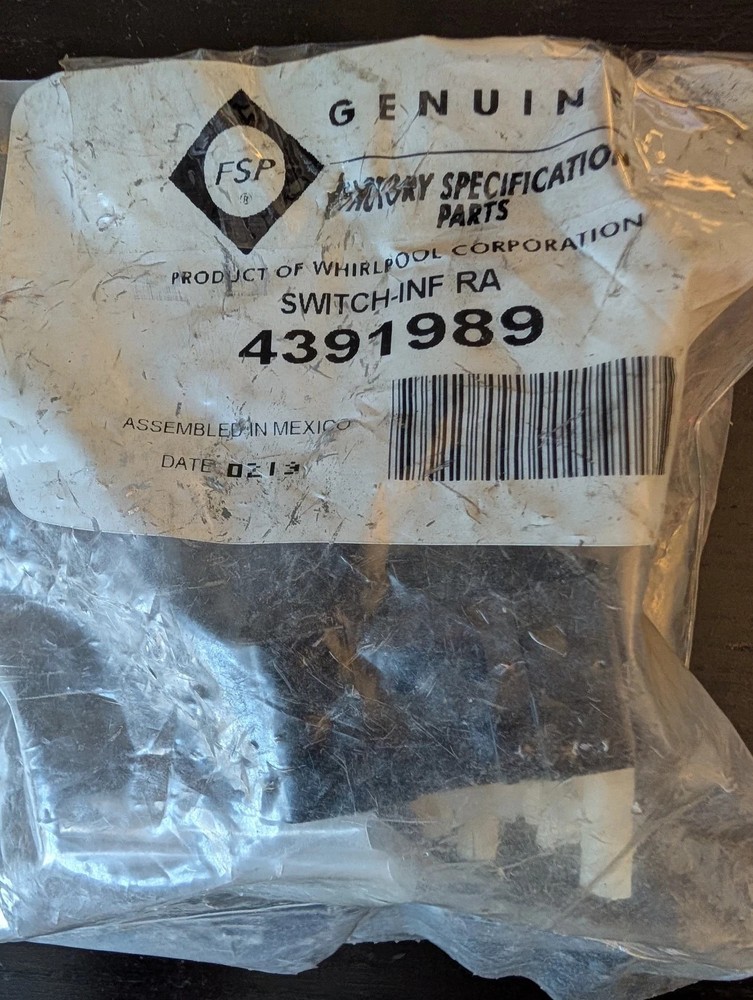 GENUINE
FSP
®
FACTORY SPECIFICATION
PARTS
PRODUCT OF WHIRLPOOL CORPORATION
SWITCH-INF RA
4391989
ASSEMBLED IN MEXICO
DATE 0213